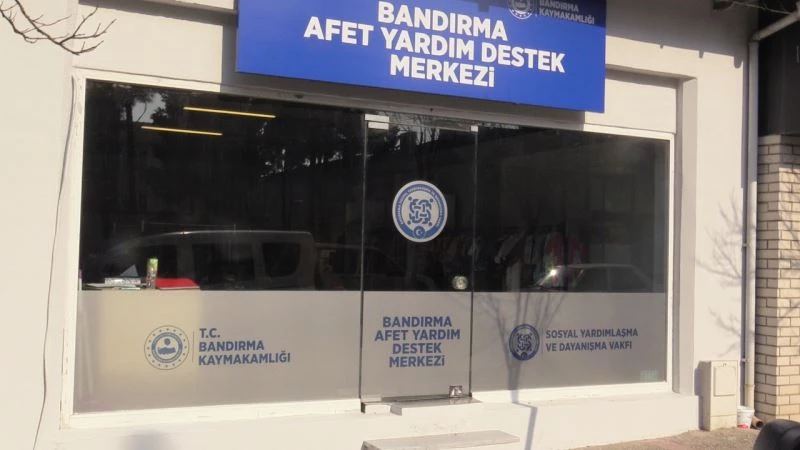 BANDIRMA
KAYMAKAMLIĞI
BANDIRMA
AFET YARDIM DESTEK
MERKEZİ
T.C.
BANDIRMA
KAYMAKAMLIĞI
BANDIRMA
AFET YARDIM
DESTEK
MERKEZİ
SOSYAL YARDIMLAŞMA
VE DAYANIŞMA VAKFI